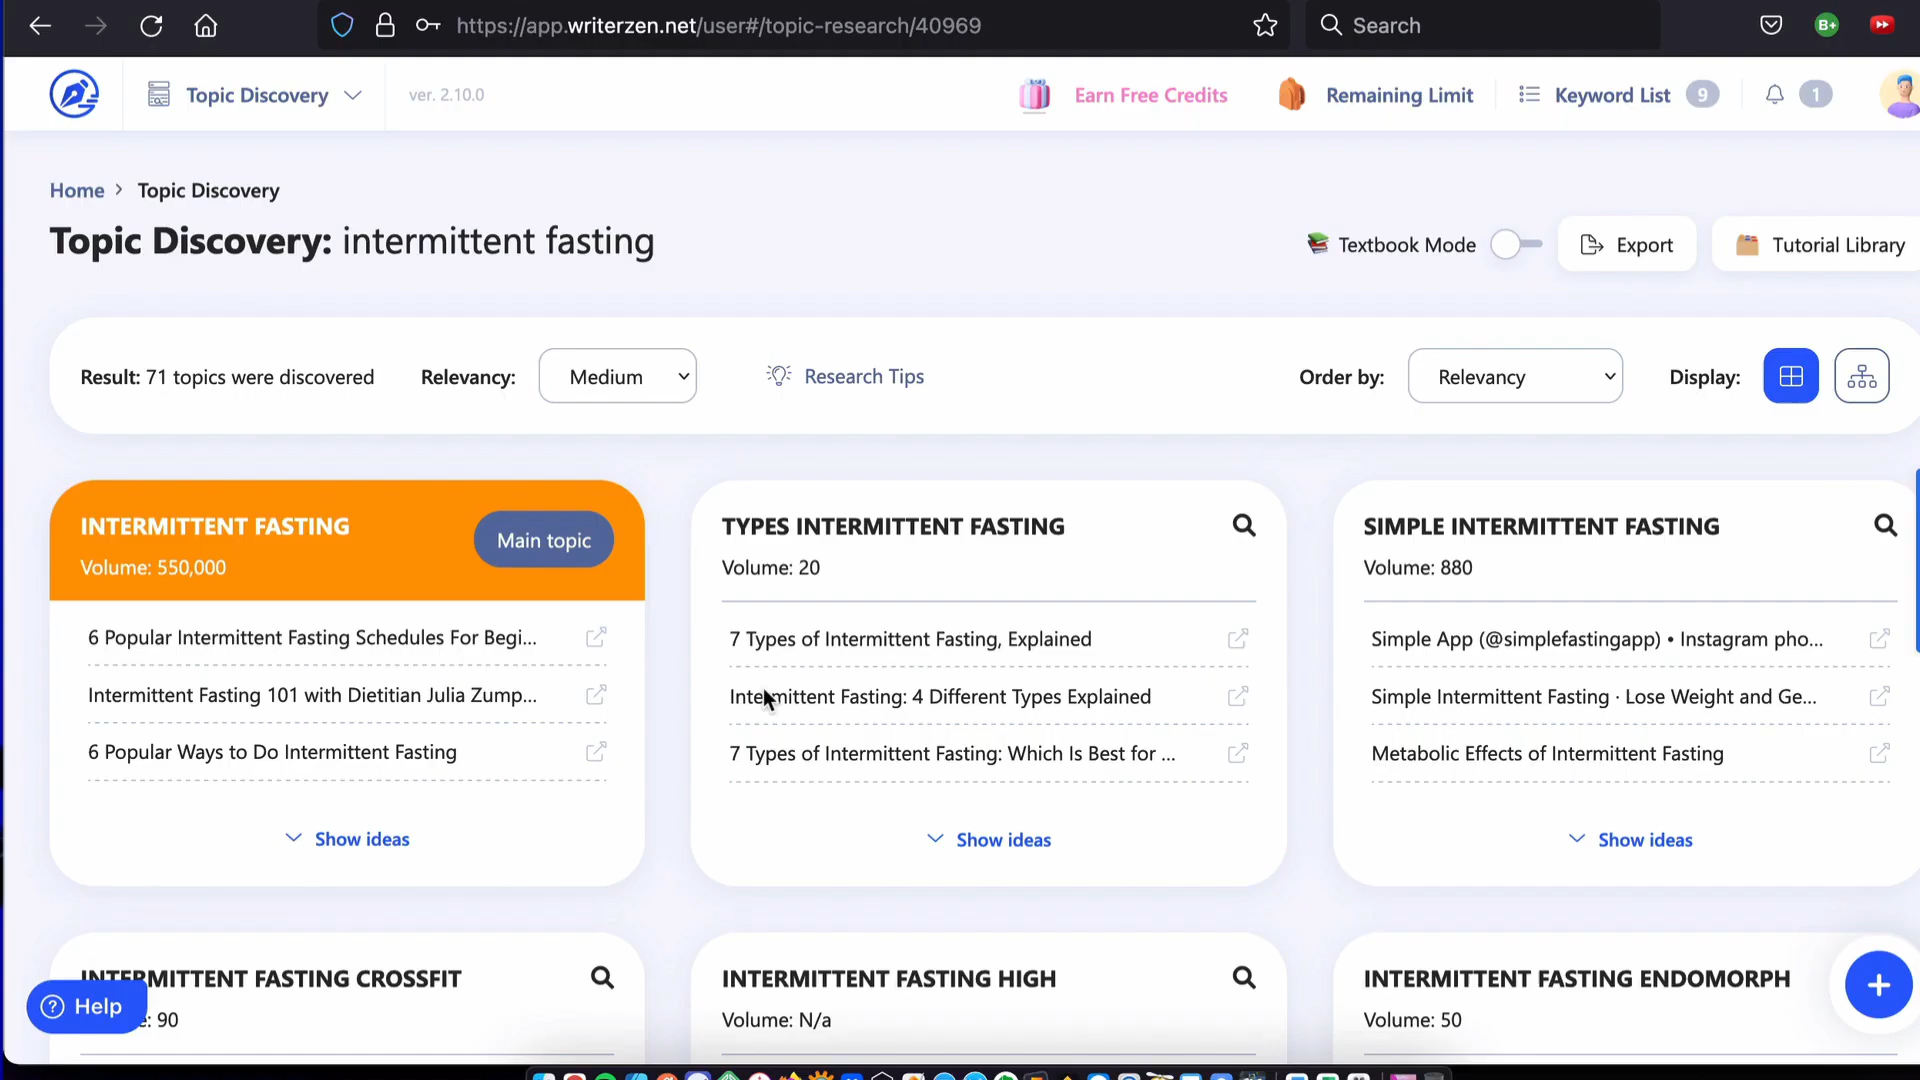 https://app.writerzen.net/user#/topic-research/40969
Search
B+
Topic Discovery
ver. 2.10.0
Earn Free Credits
Remaining Limit
Keyword List 9
1
Home > Topic Discovery
Topic Discovery: intermittent fasting
Textbook Mode
Export
Tutorial Library
Result: 71 topics were discovered
Relevancy: Medium
Research Tips
Order by: Relevancy
Display:
INTERMITTENT FASTING
Volume: 550,000
Main topic
6 Popular Intermittent Fasting Schedules For Begi...
Intermittent Fasting 101 with Dietitian Julia Zump...
6 Popular Ways to Do Intermittent Fasting
Show ideas
TYPES INTERMITTENT FASTING
Volume: 20
7 Types of Intermittent Fasting, Explained
Intermittent Fasting: 4 Different Types Explained
7 Types of Intermittent Fasting: Which Is Best for ...
Show ideas
SIMPLE INTERMITTENT FASTING
Volume: 880
Simple App (@simplefastingapp) • Instagram pho...
Simple Intermittent Fasting · Lose Weight and Ge...
Metabolic Effects of Intermittent Fasting
Show ideas
INTERMITTENT FASTING CROSSFIT
e: 90
INTERMITTENT FASTING HIGH
Volume: N/a
INTERMITTENT FASTING ENDOMORPH
Volume: 50
Help